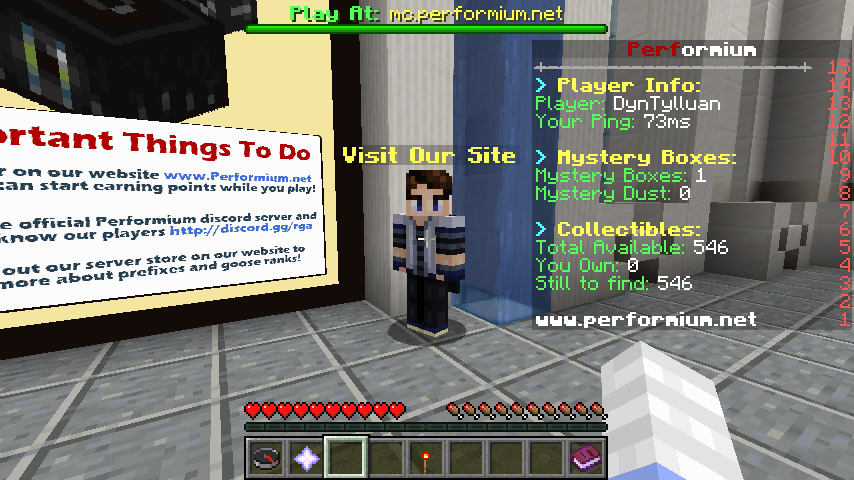 Play At: mc.performium.net
Performium
15
> Player Info: 14
Player: DynTylluan 13
Your Ping: 73ms 12
11
> Mystery Boxes: 10
Mystery Boxes: 1 9
Mystery Dust: 0 8
7
> Collectibles: 6
Total Available: 546 5
You Own: 0 4
Still to find: 546 3
2
www.performium.net 1
Visit Our Site
ortant Things To Do
r on our website www.Performium.net
can start earning points while you play!
e official Performium discord server and
know our players http://discord.gg/rga
out our server store on our website to
more about prefixes and goose ranks!